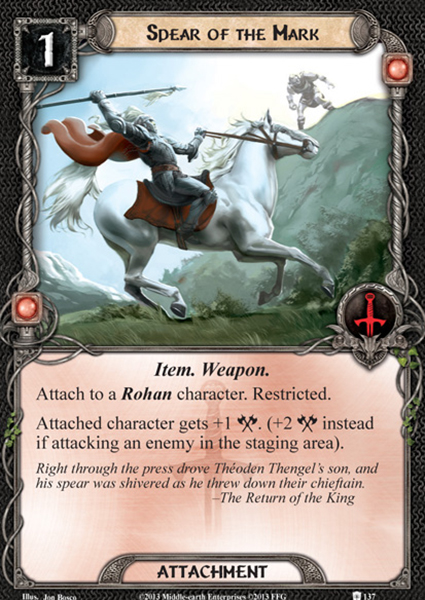 1
SPEAR OF THE MARK
Item. Weapon.
Attach to a Rohan character. Restricted.
Attached character gets +1 . (+2 instead
if attacking an enemy in the staging area).
Right through the press drove Théoden Thengel's son, and
his spear was shivered as he threw down their chieftain.
–The Return of the King
ATTACHMENT
Illus. Jon Bosco ©2013 Middle-earth Enterprises ©2013 FFG 137